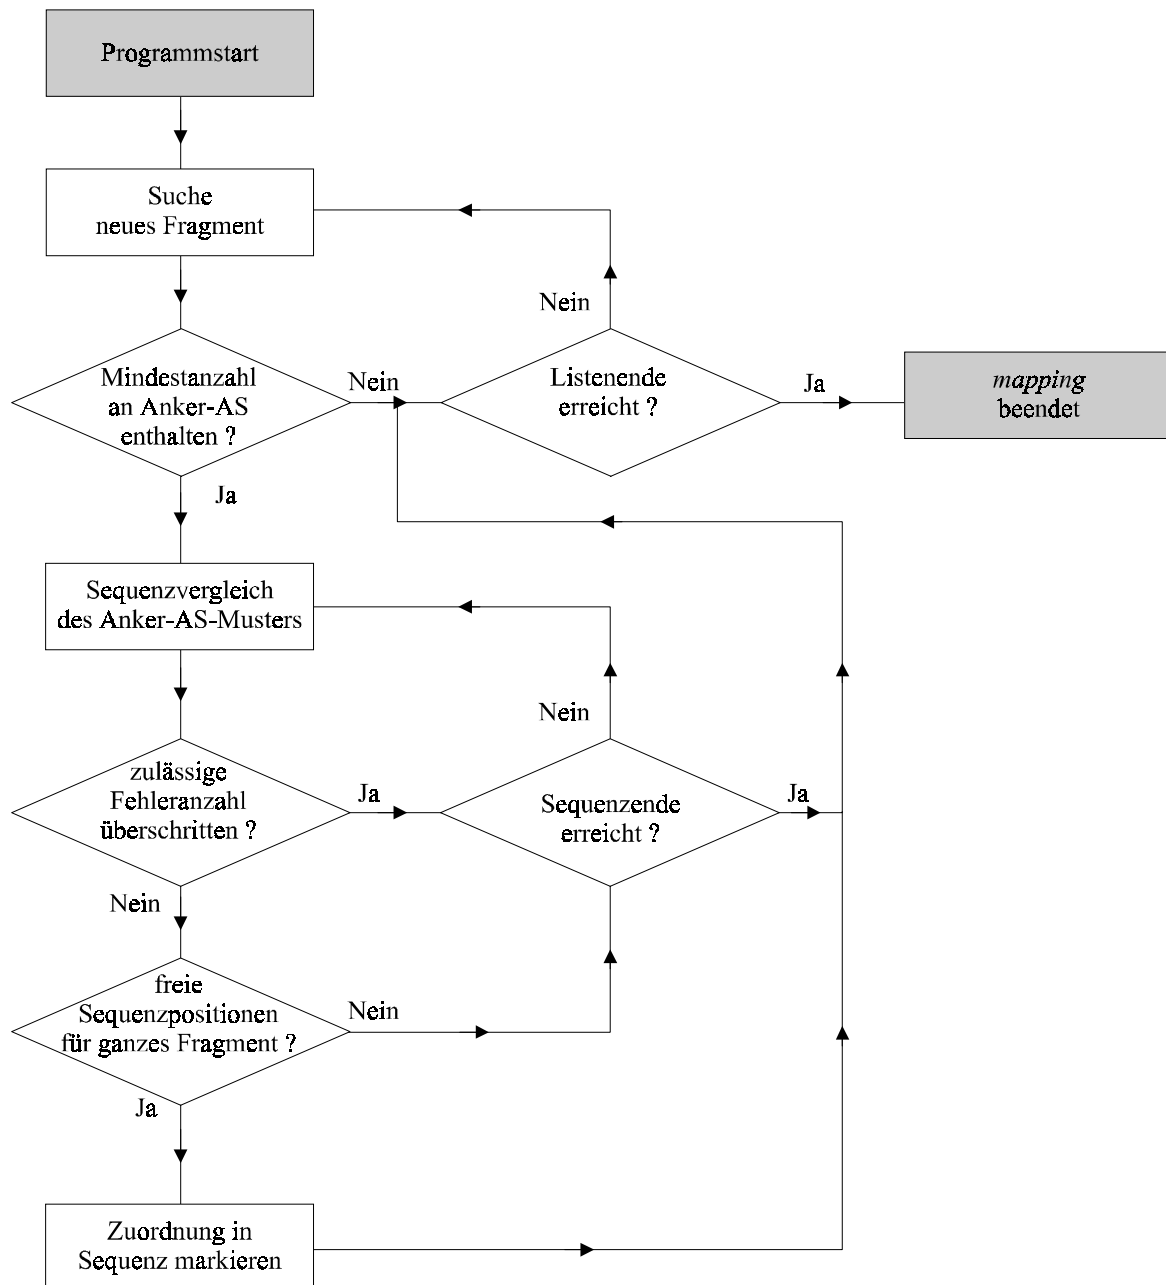 Programmstart
Suche
neues Fragment
Nein
Mindestanzahl
an Anker-AS
enthalten ?
Nein
Listenende
erreicht ?
Ja
mapping
beendet
Ja
Sequenzvergleich
des Anker-AS-Musters
Nein
zulässige
Fehleranzahl
überschritten ?
Ja
Sequenzende
erreicht ?
Ja
Nein
freie
Sequenzpositionen
für ganzes Fragment ?
Nein
Ja
Zuordnung in
Sequenz markieren